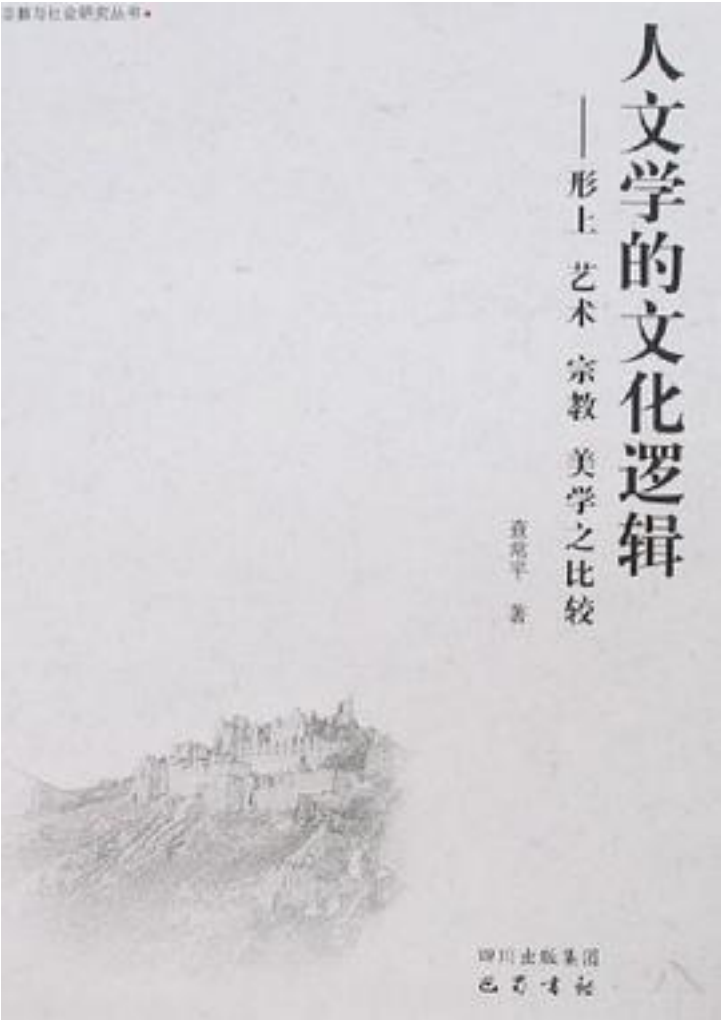 宗教与社会研究丛书
人文学的文化逻辑
——形上 艺术 宗教 美学之比较
查常平 著
四川出版集团
巴蜀书社